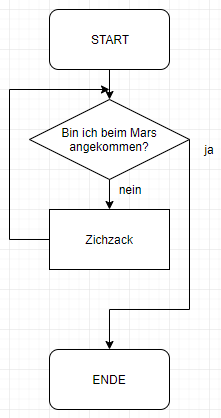 START
Bin ich beim Mars
angekommen?
ja
nein
Zichzack
ENDE